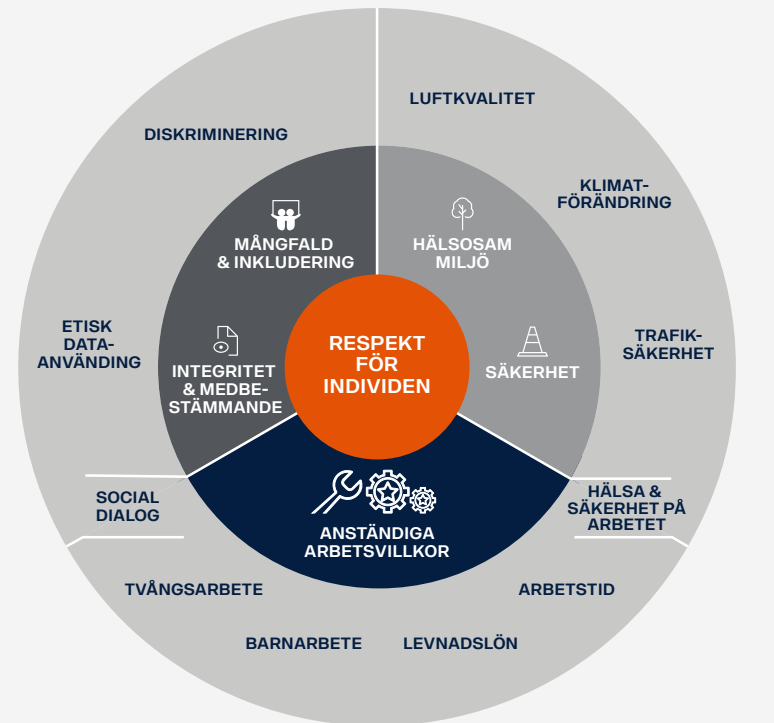 LUFTKVALITET
DISKRIMINERING
KLIMAT-
FÖRÄNDRING
MÅNGFALD
& INKLUDERING
HÄLSOSAM
MILJÖ
ETISK
DATA-
ANVÄNDNING
INTEGRITET
& MEDBE-
STÄMMANDE
RESPEKT
FÖR
INDIVIDEN
SÄKERHET
TRAFIK-
SÄKERHET
SOCIAL
DIALOG
HÄLSA &
SÄKERHET PÅ
ARBETET
ANSTÄNDIGA
ARBETSVILLKOR
TVÅNGSARBETE
ARBETSTID
BARNARBETE
LEVNADSLÖN